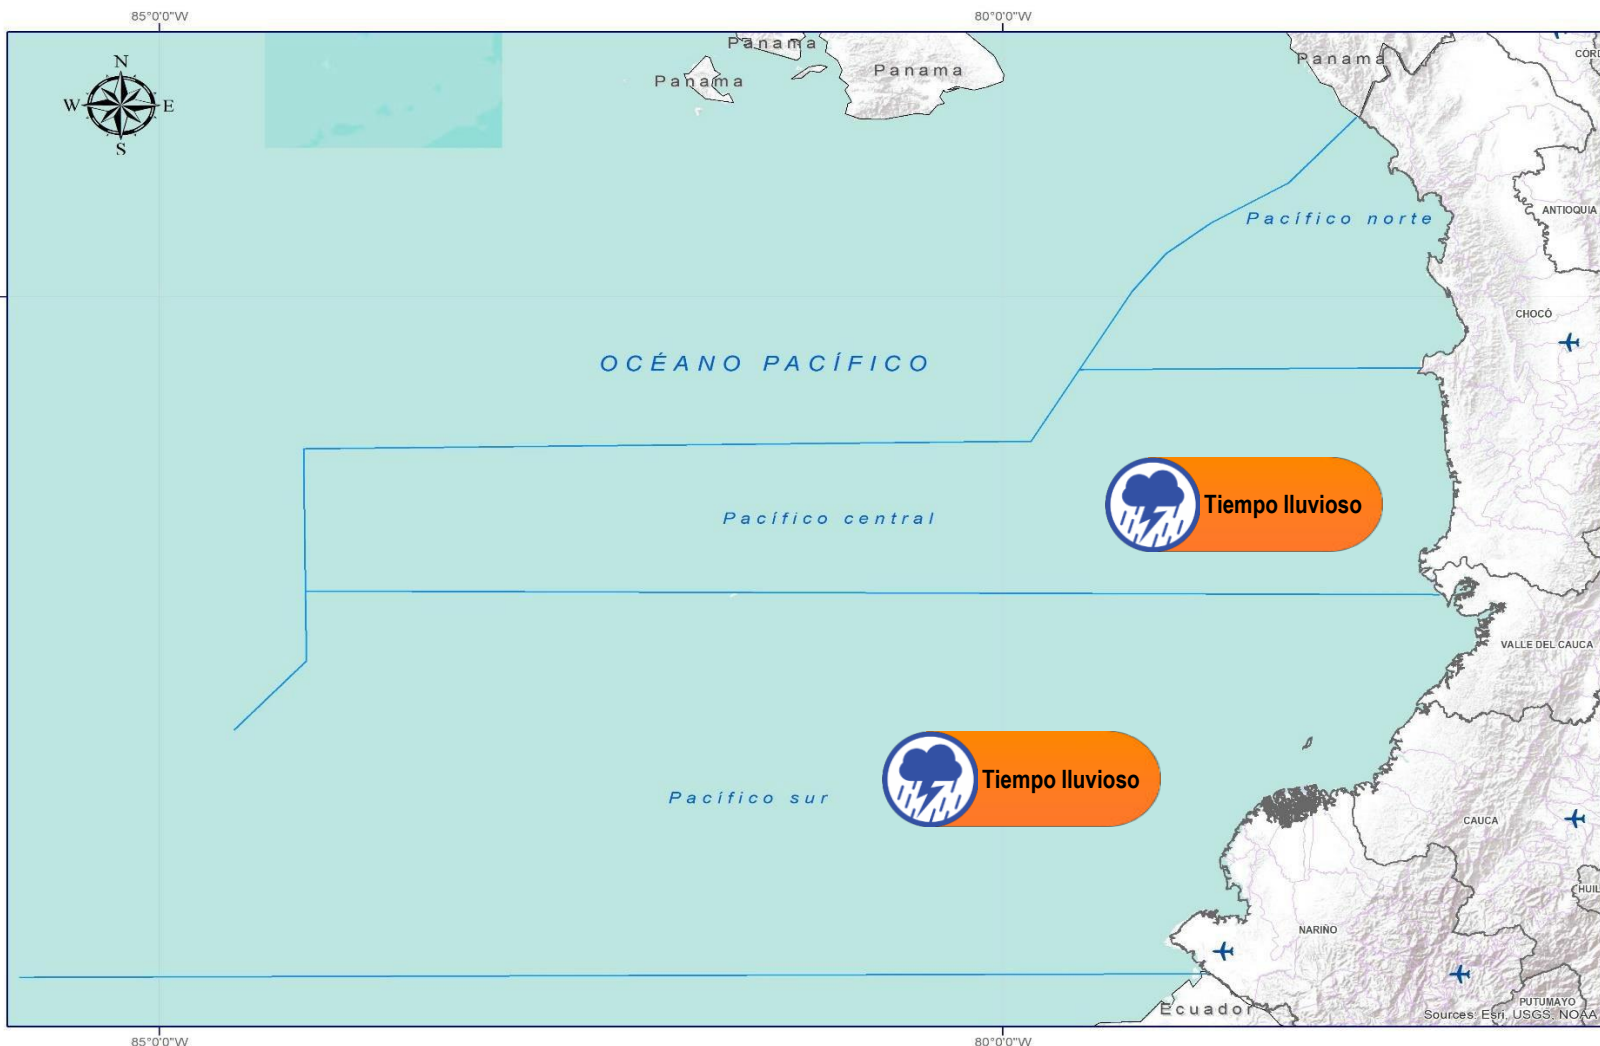 85°0'0"W
80°0'0"W
N
W
E
S
Panama
Panama
Panama
Panama
CÓRD
ANTIOQUIA
Pacífico norte
CHOCÓ
OCÉANO PACÍFICO
Tiempo lluvioso
Pacífico central
VALLE DEL CAUCA
Tiempo lluvioso
Pacífico sur
CAUCA
HUIL
NARIÑO
PUTUMAYO
Ecuador
Sources: Esri, USGS, NOAA
85°0'0"W
80°0'0"W